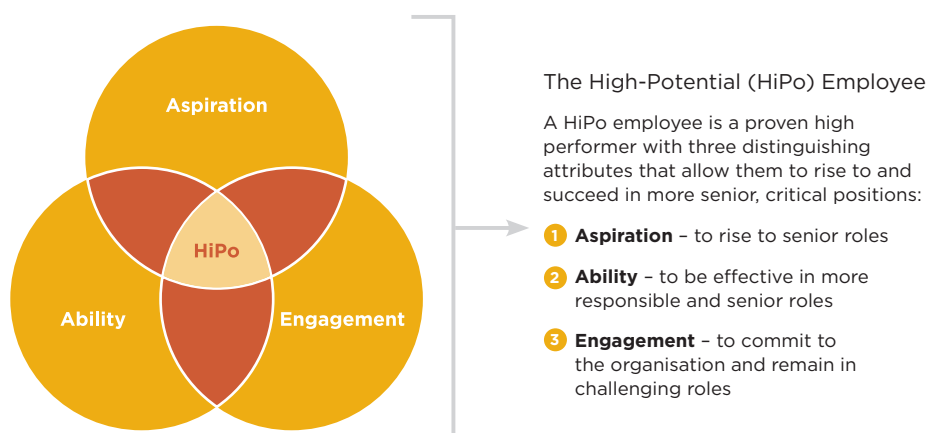 Aspiration
HiPo
Ability
Engagement
The High-Potential (HiPo) Employee
A HiPo employee is a proven high
performer with three distinguishing
attributes that allow them to rise to and
succeed in more senior, critical positions:
1 Aspiration – to rise to senior roles
2 Ability – to be effective in more
responsible and senior roles
3 Engagement – to commit to
the organisation and remain in
challenging roles